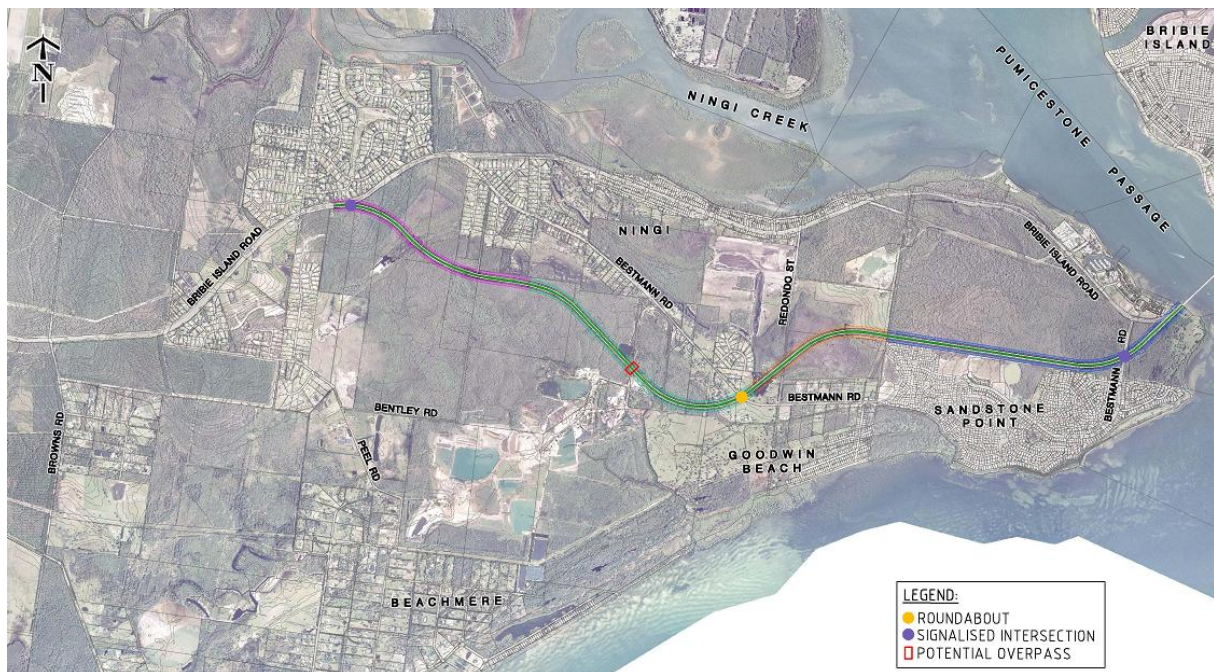 N
BRIBIE
ISLAND
PUMICESTONE PASSAGE
NINGI CREEK
BRIBIE ISLAND ROAD
NINGI
BESTMANN RD
REDONDO ST
BRIBIE ISLAND ROAD
BESTMANN RD
BESTMANN RD
SANDSTONE
POINT
GOODWIN
BEACH
BENTLEY RD
PEEL RD
BROWNS RD
BEACHMERE
LEGEND:
ROUNDABOUT
SIGNALISED INTERSECTION
POTENTIAL OVERPASS